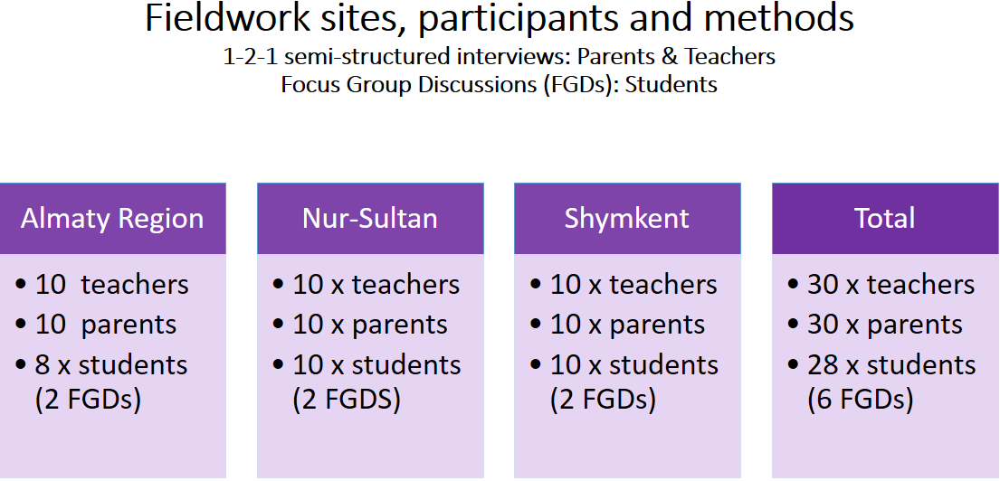 Fieldwork sites, participants and methods
1-2-1 semi-structured interviews: Parents & Teachers
Focus Group Discussions (FGDs): Students
Almaty Region
• 10 teachers
• 10 parents
• 8 x students
(2 FGDs)
Nur-Sultan
• 10 x teachers
• 10 x parents
• 10 x students
(2 FGDS)
Shymkent
• 10 x teachers
• 10 x parents
• 10 x students
(2 FGDs)
Total
• 30 x teachers
• 30 x parents
• 28 x students
(6 FGDs)